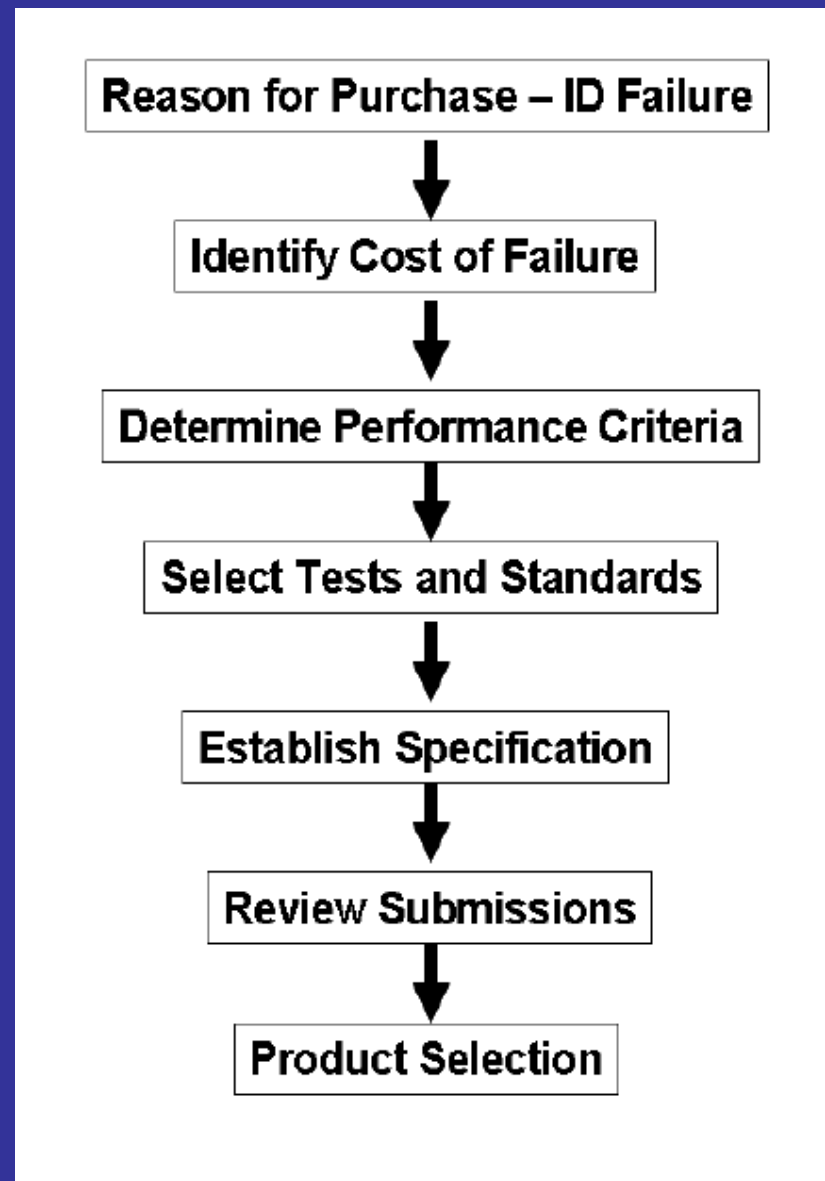 Reason for Purchase – ID Failure
Identify Cost of Failure
Determine Performance Criteria
Select Tests and Standards
Establish Specification
Review Submissions
Product Selection